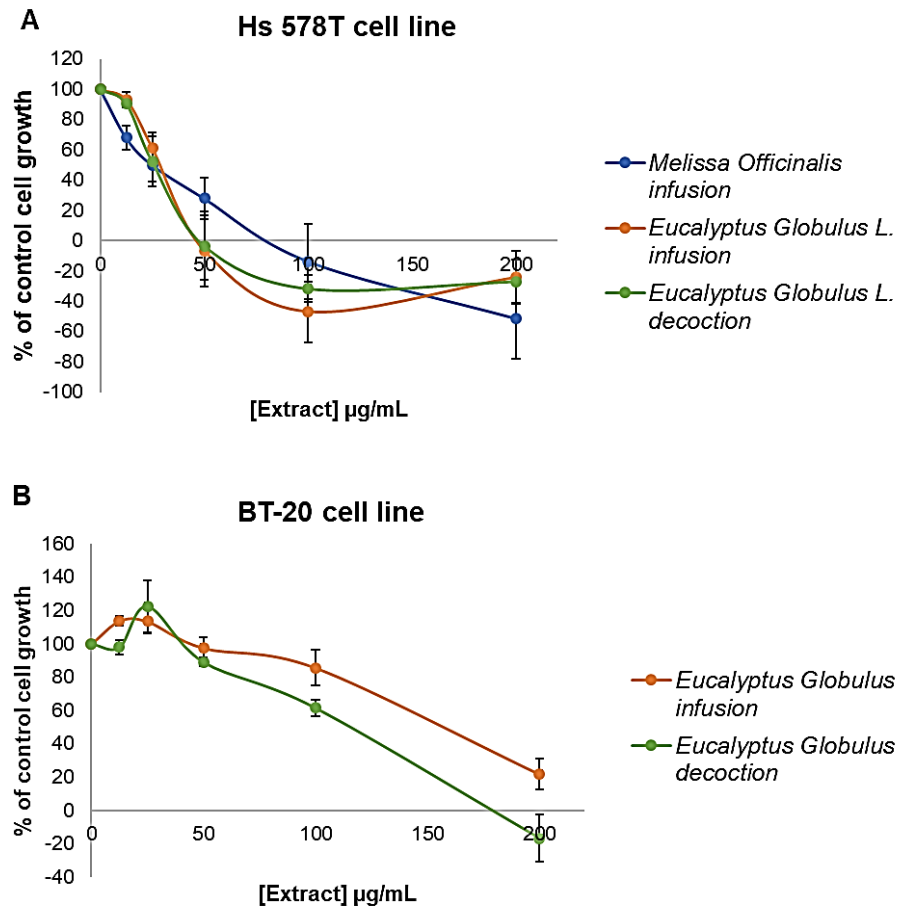 A
Hs 578T cell line
120
100
80
60
40
20
0
-20
-40
-60
-80
-100
0
50
100
150
200
% of control cell growth
[Extract] µg/mL
Melissa Officinalis
infusion
Eucalyptus Globulus L.
infusion
Eucalyptus Globulus L.
decoction
B
BT-20 cell line
160
140
120
100
80
60
40
20
0
-20
-40
0
50
100
150
200
% of control cell growth
[Extract] µg/mL
Eucalyptus Globulus
infusion
Eucalyptus Globulus
decoction